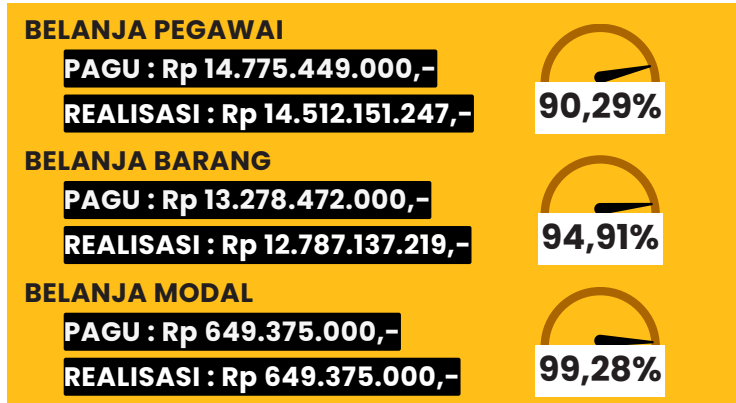 BELANJA PEGAWAI
PAGU : Rp 14.775.449.000,-
REALISASI : Rp 14.512.151.247,-
90,29%
BELANJA BARANG
PAGU : Rp 13.278.472.000,-
REALISASI : Rp 12.787.137.219,-
94,91%
BELANJA MODAL
PAGU : Rp 649.375.000,-
REALISASI : Rp 649.375.000,-
99,28%